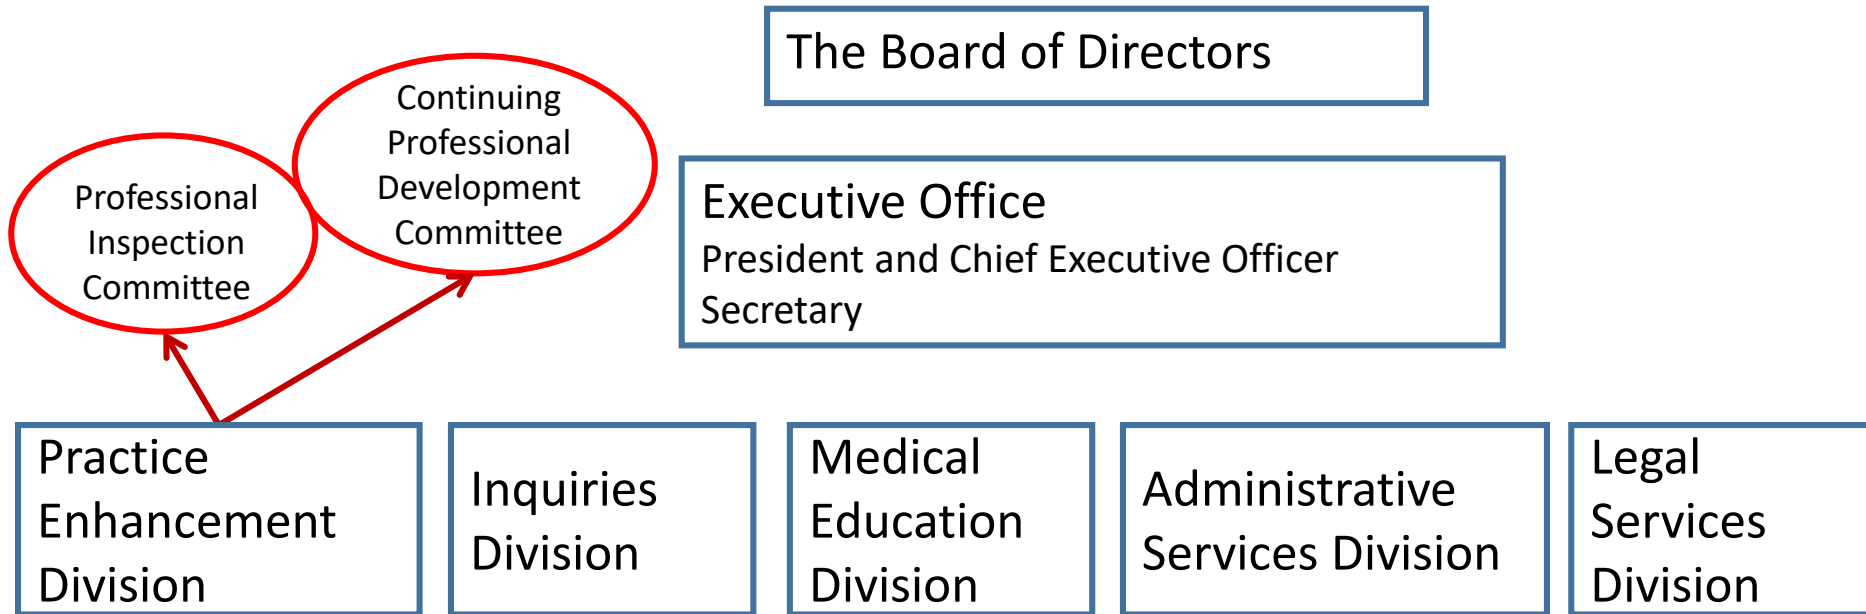 The Board of Directors
Continuing
Professional
Development
Committee
Professional
Inspection
Committee
Executive Office
President and Chief Executive Officer
Secretary
Practice
Enhancement
Division
Inquiries
Division
Medical
Education
Division
Administrative
Services Division
Legal
Services
Division